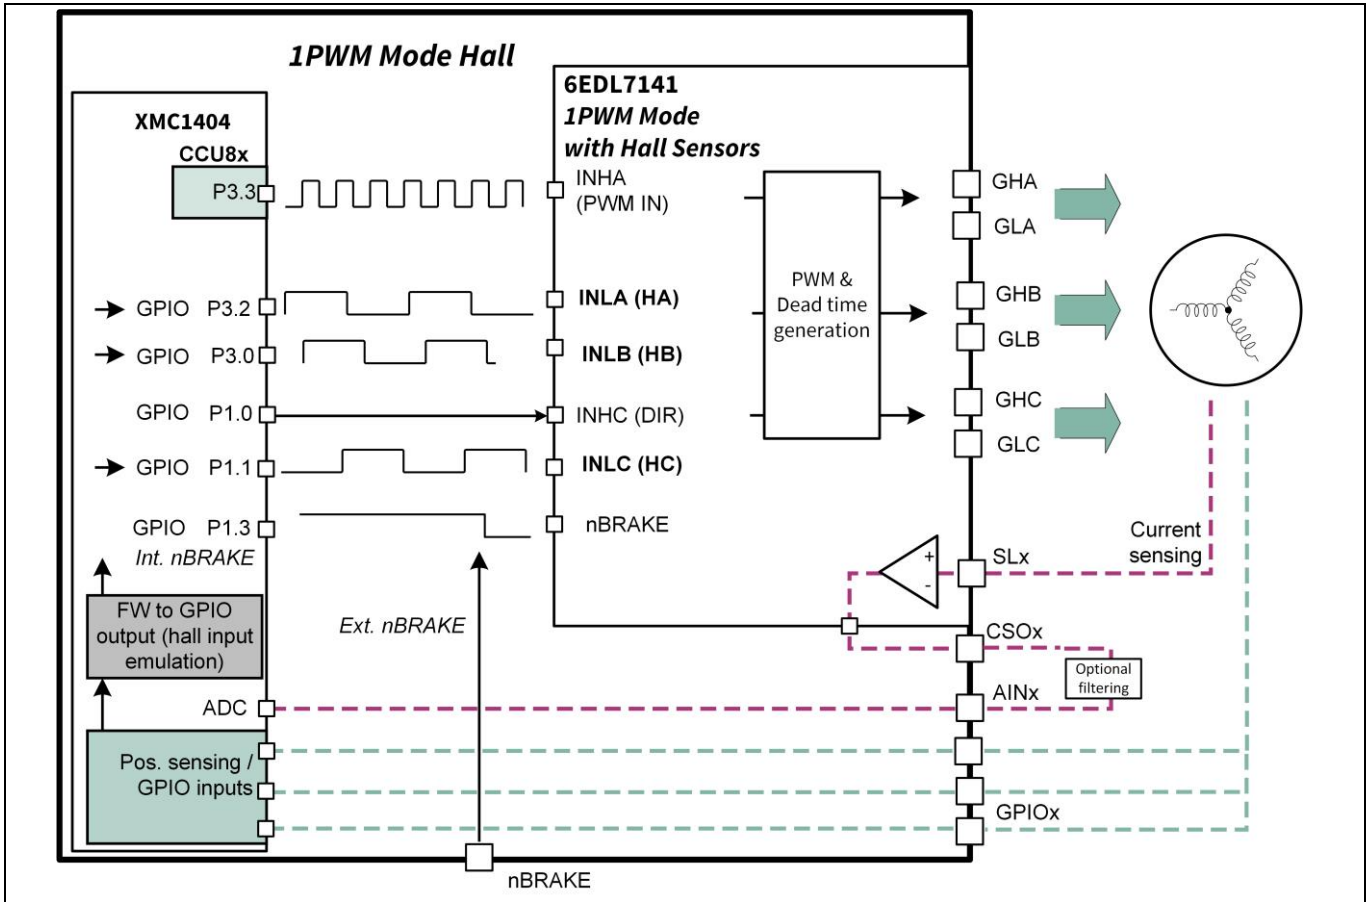 1PWM Mode Hall
XMC1404
CCU8x
P3.3
GPIO P3.2
GPIO P3.0
GPIO P1.0
GPIO P1.1
GPIO P1.3
Int. nBRAKE
FW to GPIO
output (hall input
emulation)
ADC
Pos. sensing /
GPIO inputs
Ext. nBRAKE
nBRAKE
6EDL7141
1PWM Mode
with Hall Sensors
INHA
(PWM IN)
INLA (HA)
INLB (HB)
INHC (DIR)
INLC (HC)
nBRAKE
PWM &
Dead time
generation
+
-
GHA
GLA
GHB
GLB
GHC
GLC
SLx
CSOx
AINx
GPIOx
Current
sensing
Optional
filtering